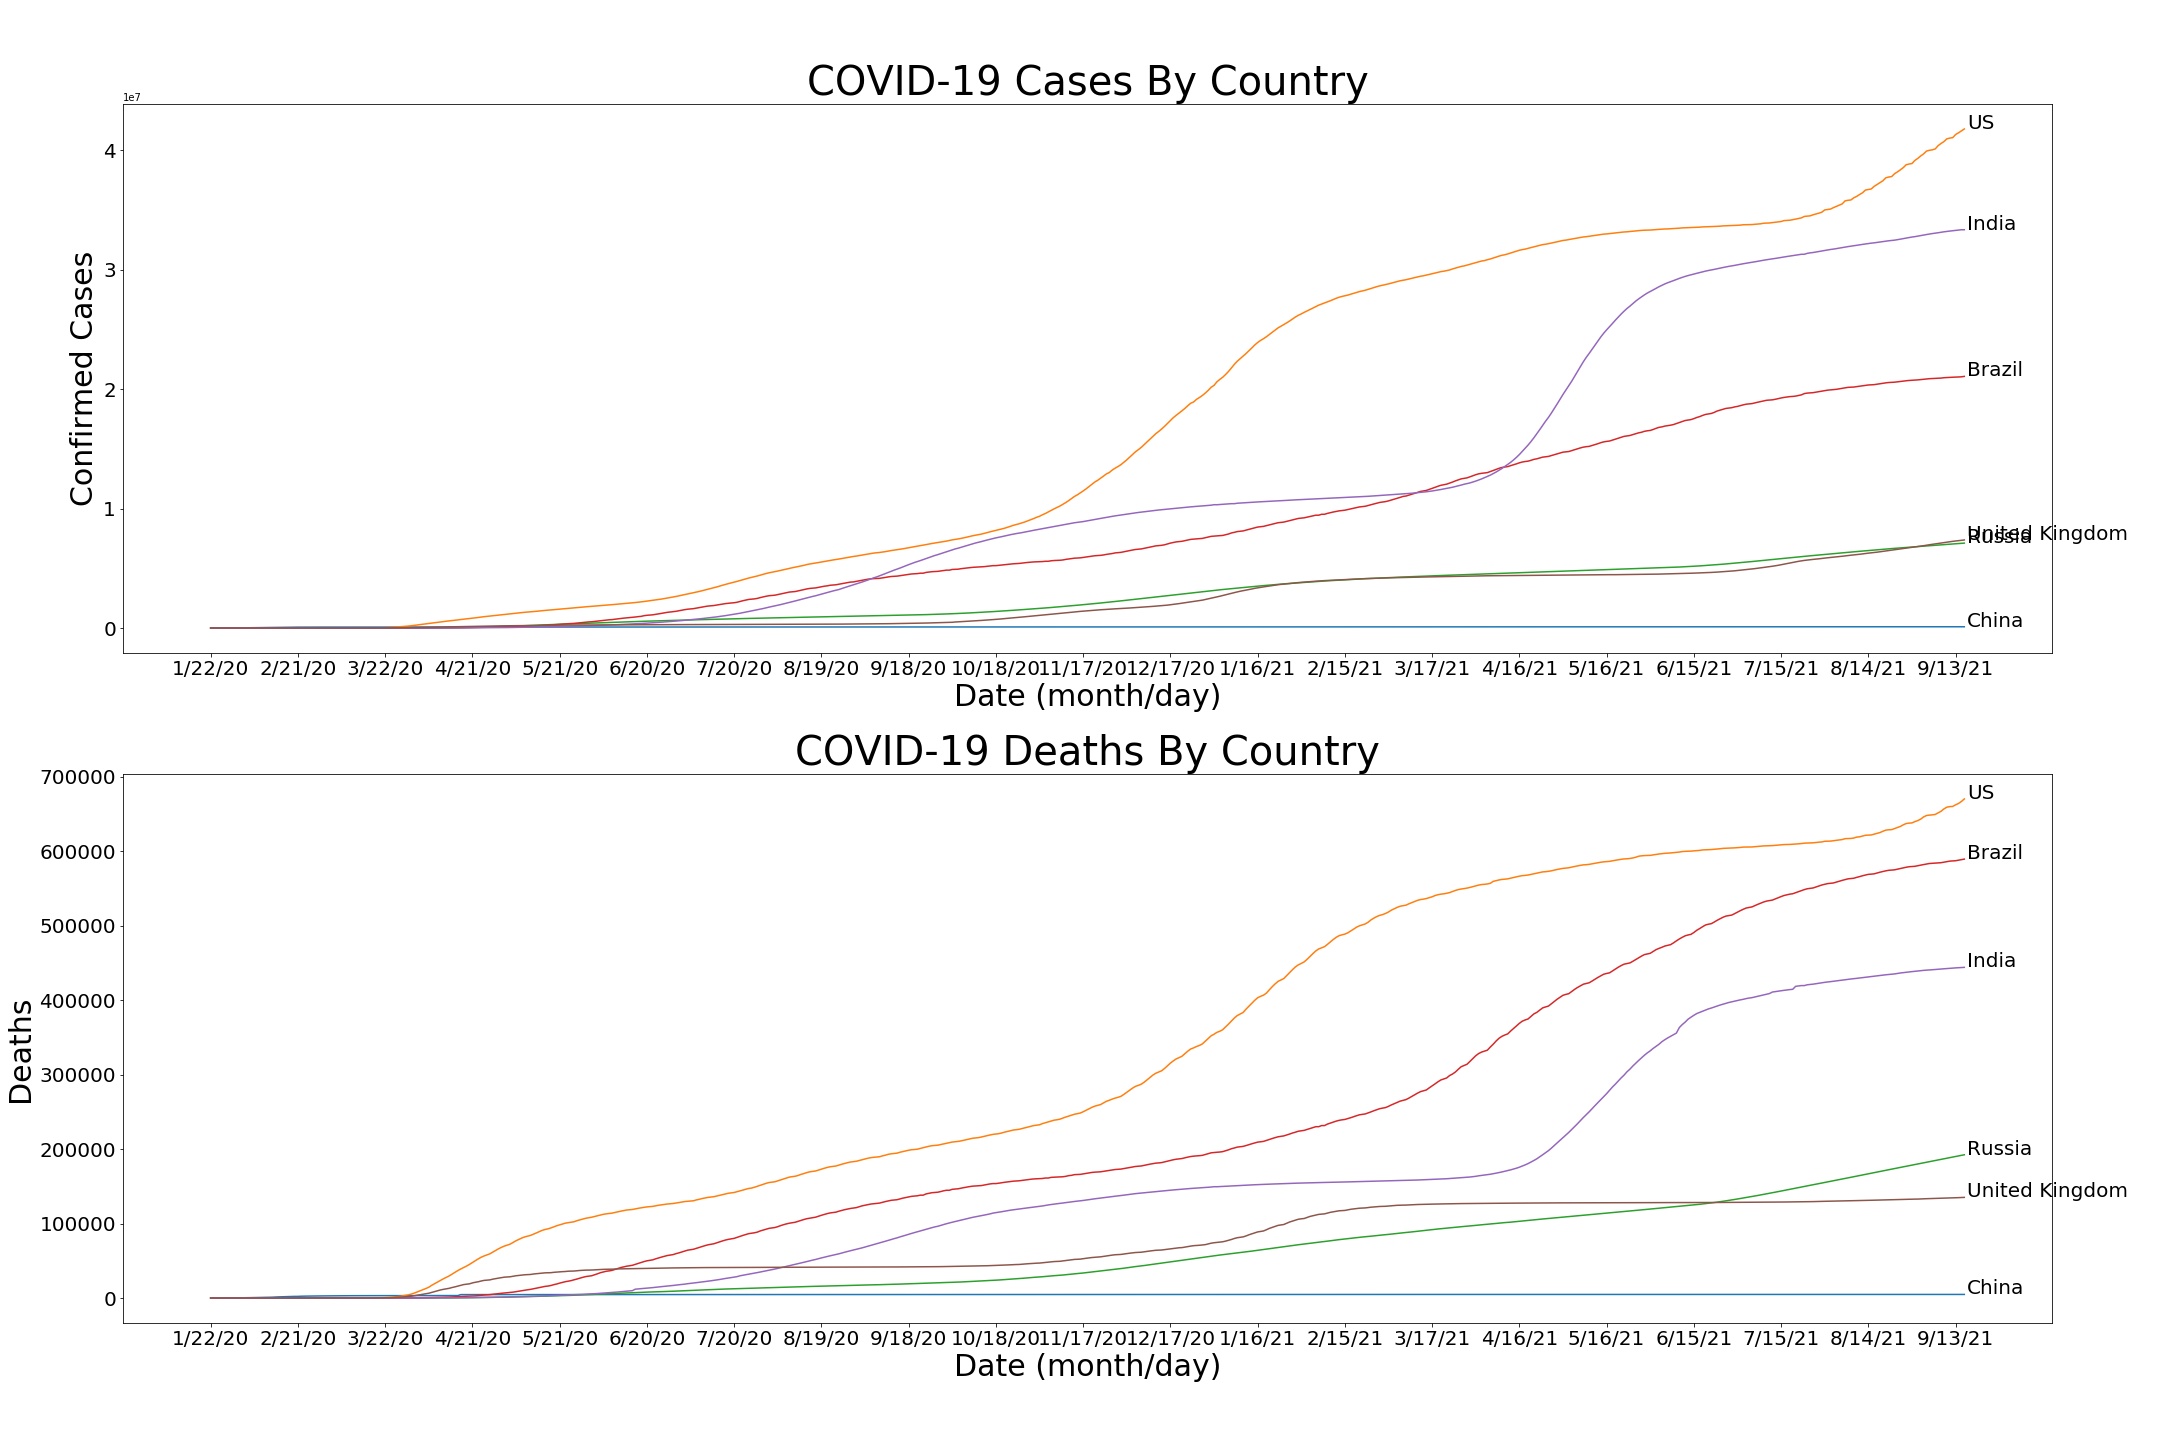 COVID-19 Cases By Country
1e7
4
3
2
1
0
Confirmed Cases
US
India
Brazil
United Kingdom
Russia
China
1/22/20 2/21/20 3/22/20 4/21/20 5/21/20 6/20/20 7/20/20 8/19/20 9/18/20 10/18/20 11/17/20 12/17/20 1/16/21 2/15/21 3/17/21 4/16/21 5/16/21 6/15/21 7/15/21 8/14/21 9/13/21
Date (month/day)
COVID-19 Deaths By Country
700000
600000
500000
400000
300000
200000
100000
0
Deaths
US
Brazil
India
Russia
United Kingdom
China
1/22/20 2/21/20 3/22/20 4/21/20 5/21/20 6/20/20 7/20/20 8/19/20 9/18/20 10/18/20 11/17/20 12/17/20 1/16/21 2/15/21 3/17/21 4/16/21 5/16/21 6/15/21 7/15/21 8/14/21 9/13/21
Date (month/day)